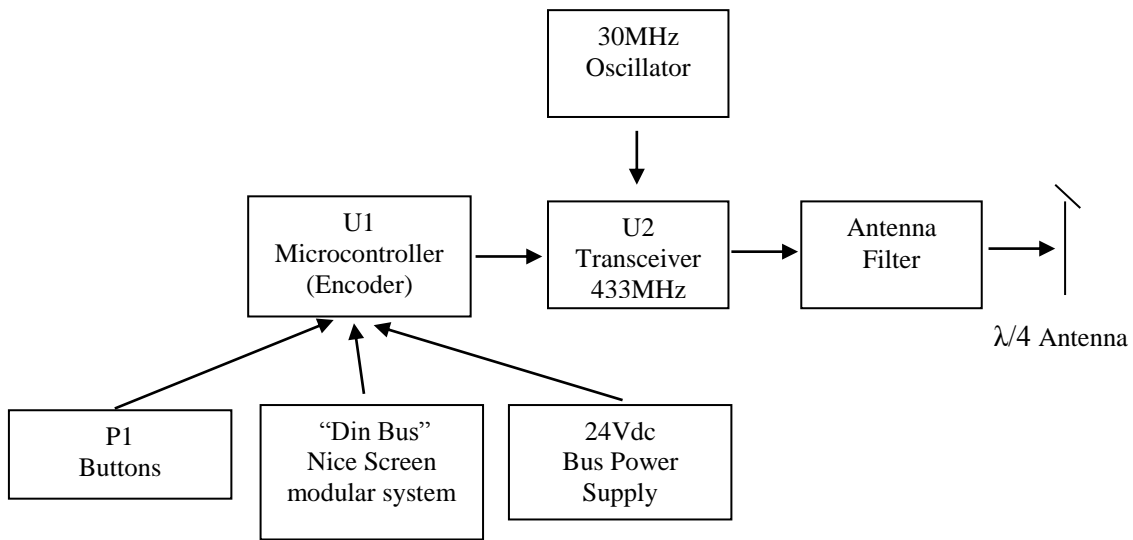 30MHz
Oscillator
U1
Microcontroller
(Encoder)
U2
Transceiver
433MHz
Antenna
Filter
λ/4 Antenna
P1
Buttons
“Din Bus”
Nice Screen
modular system
24Vdc
Bus Power
Supply